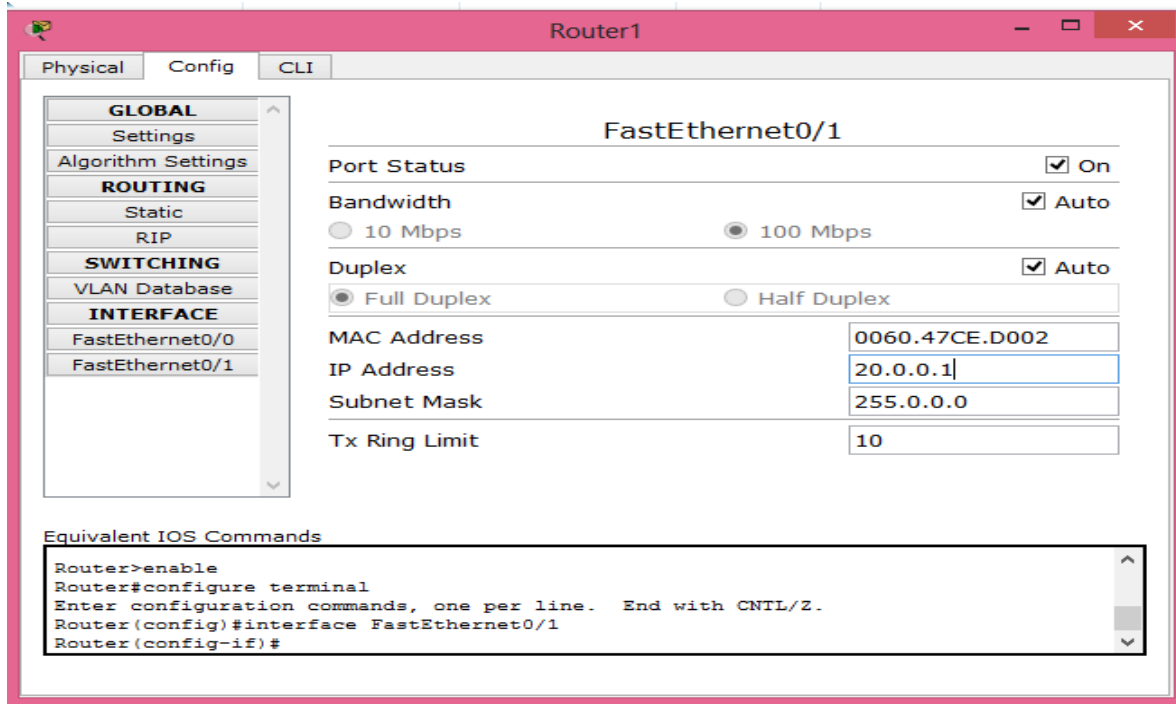 Router1
Physical Config CLI
GLOBAL
Settings
Algorithm Settings
ROUTING
Static
RIP
SWITCHING
VLAN Database
INTERFACE
FastEthernet0/0
FastEthernet0/1
FastEthernet0/1
Port Status On
Bandwidth Auto
10 Mbps 100 Mbps
Duplex Auto
Full Duplex Half Duplex
MAC Address 0060.47CE.D002
IP Address 20.0.0.1
Subnet Mask 255.0.0.0
Tx Ring Limit 10
Equivalent IOS Commands
Router>enable
Router#configure terminal
Enter configuration commands, one per line.  End with CNTL/Z.
Router(config)#interface FastEthernet0/1
Router(config-if)#